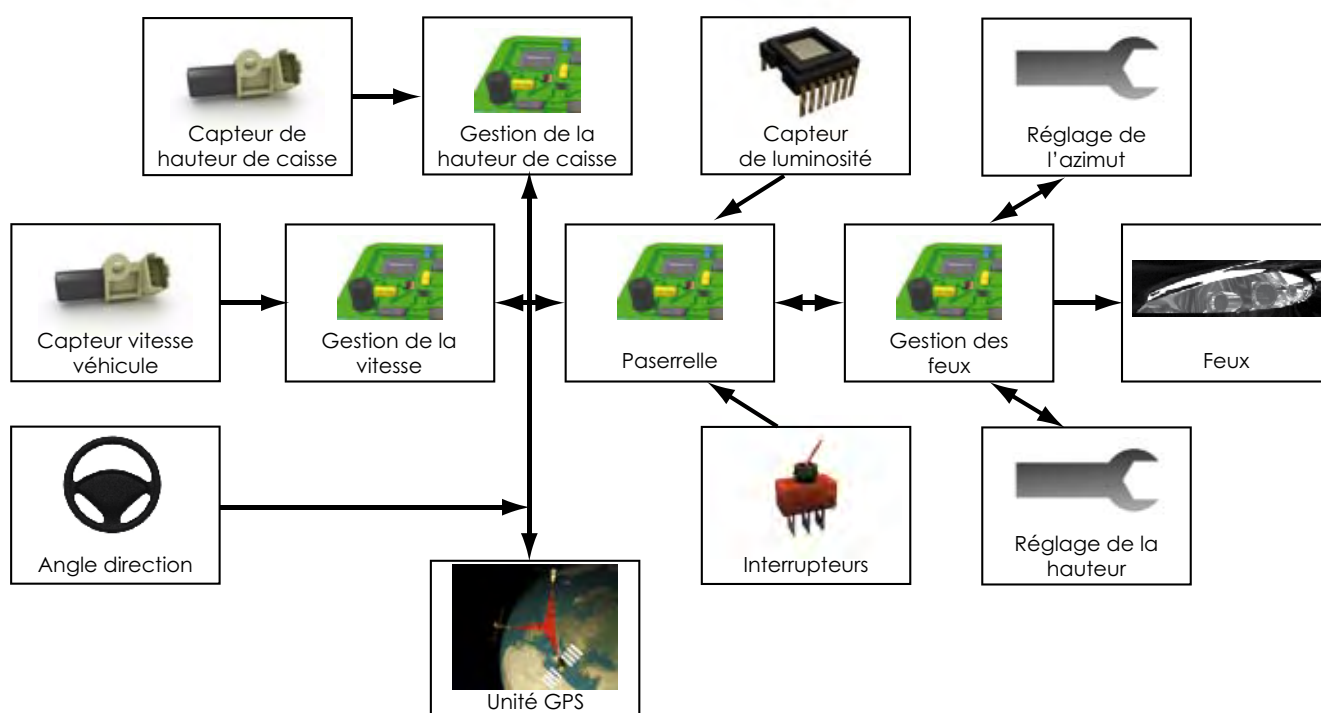 Capteur de
hauteur de caisse
Gestion de la
hauteur de caisse
Capteur
de luminosité
Réglage de
l'azimut
Capteur vitesse
véhicule
Gestion de la
vitesse
Paserrelle
Gestion des
feux
Feux
Angle direction
Interrupteurs
Réglage de la
hauteur
Unité GPS